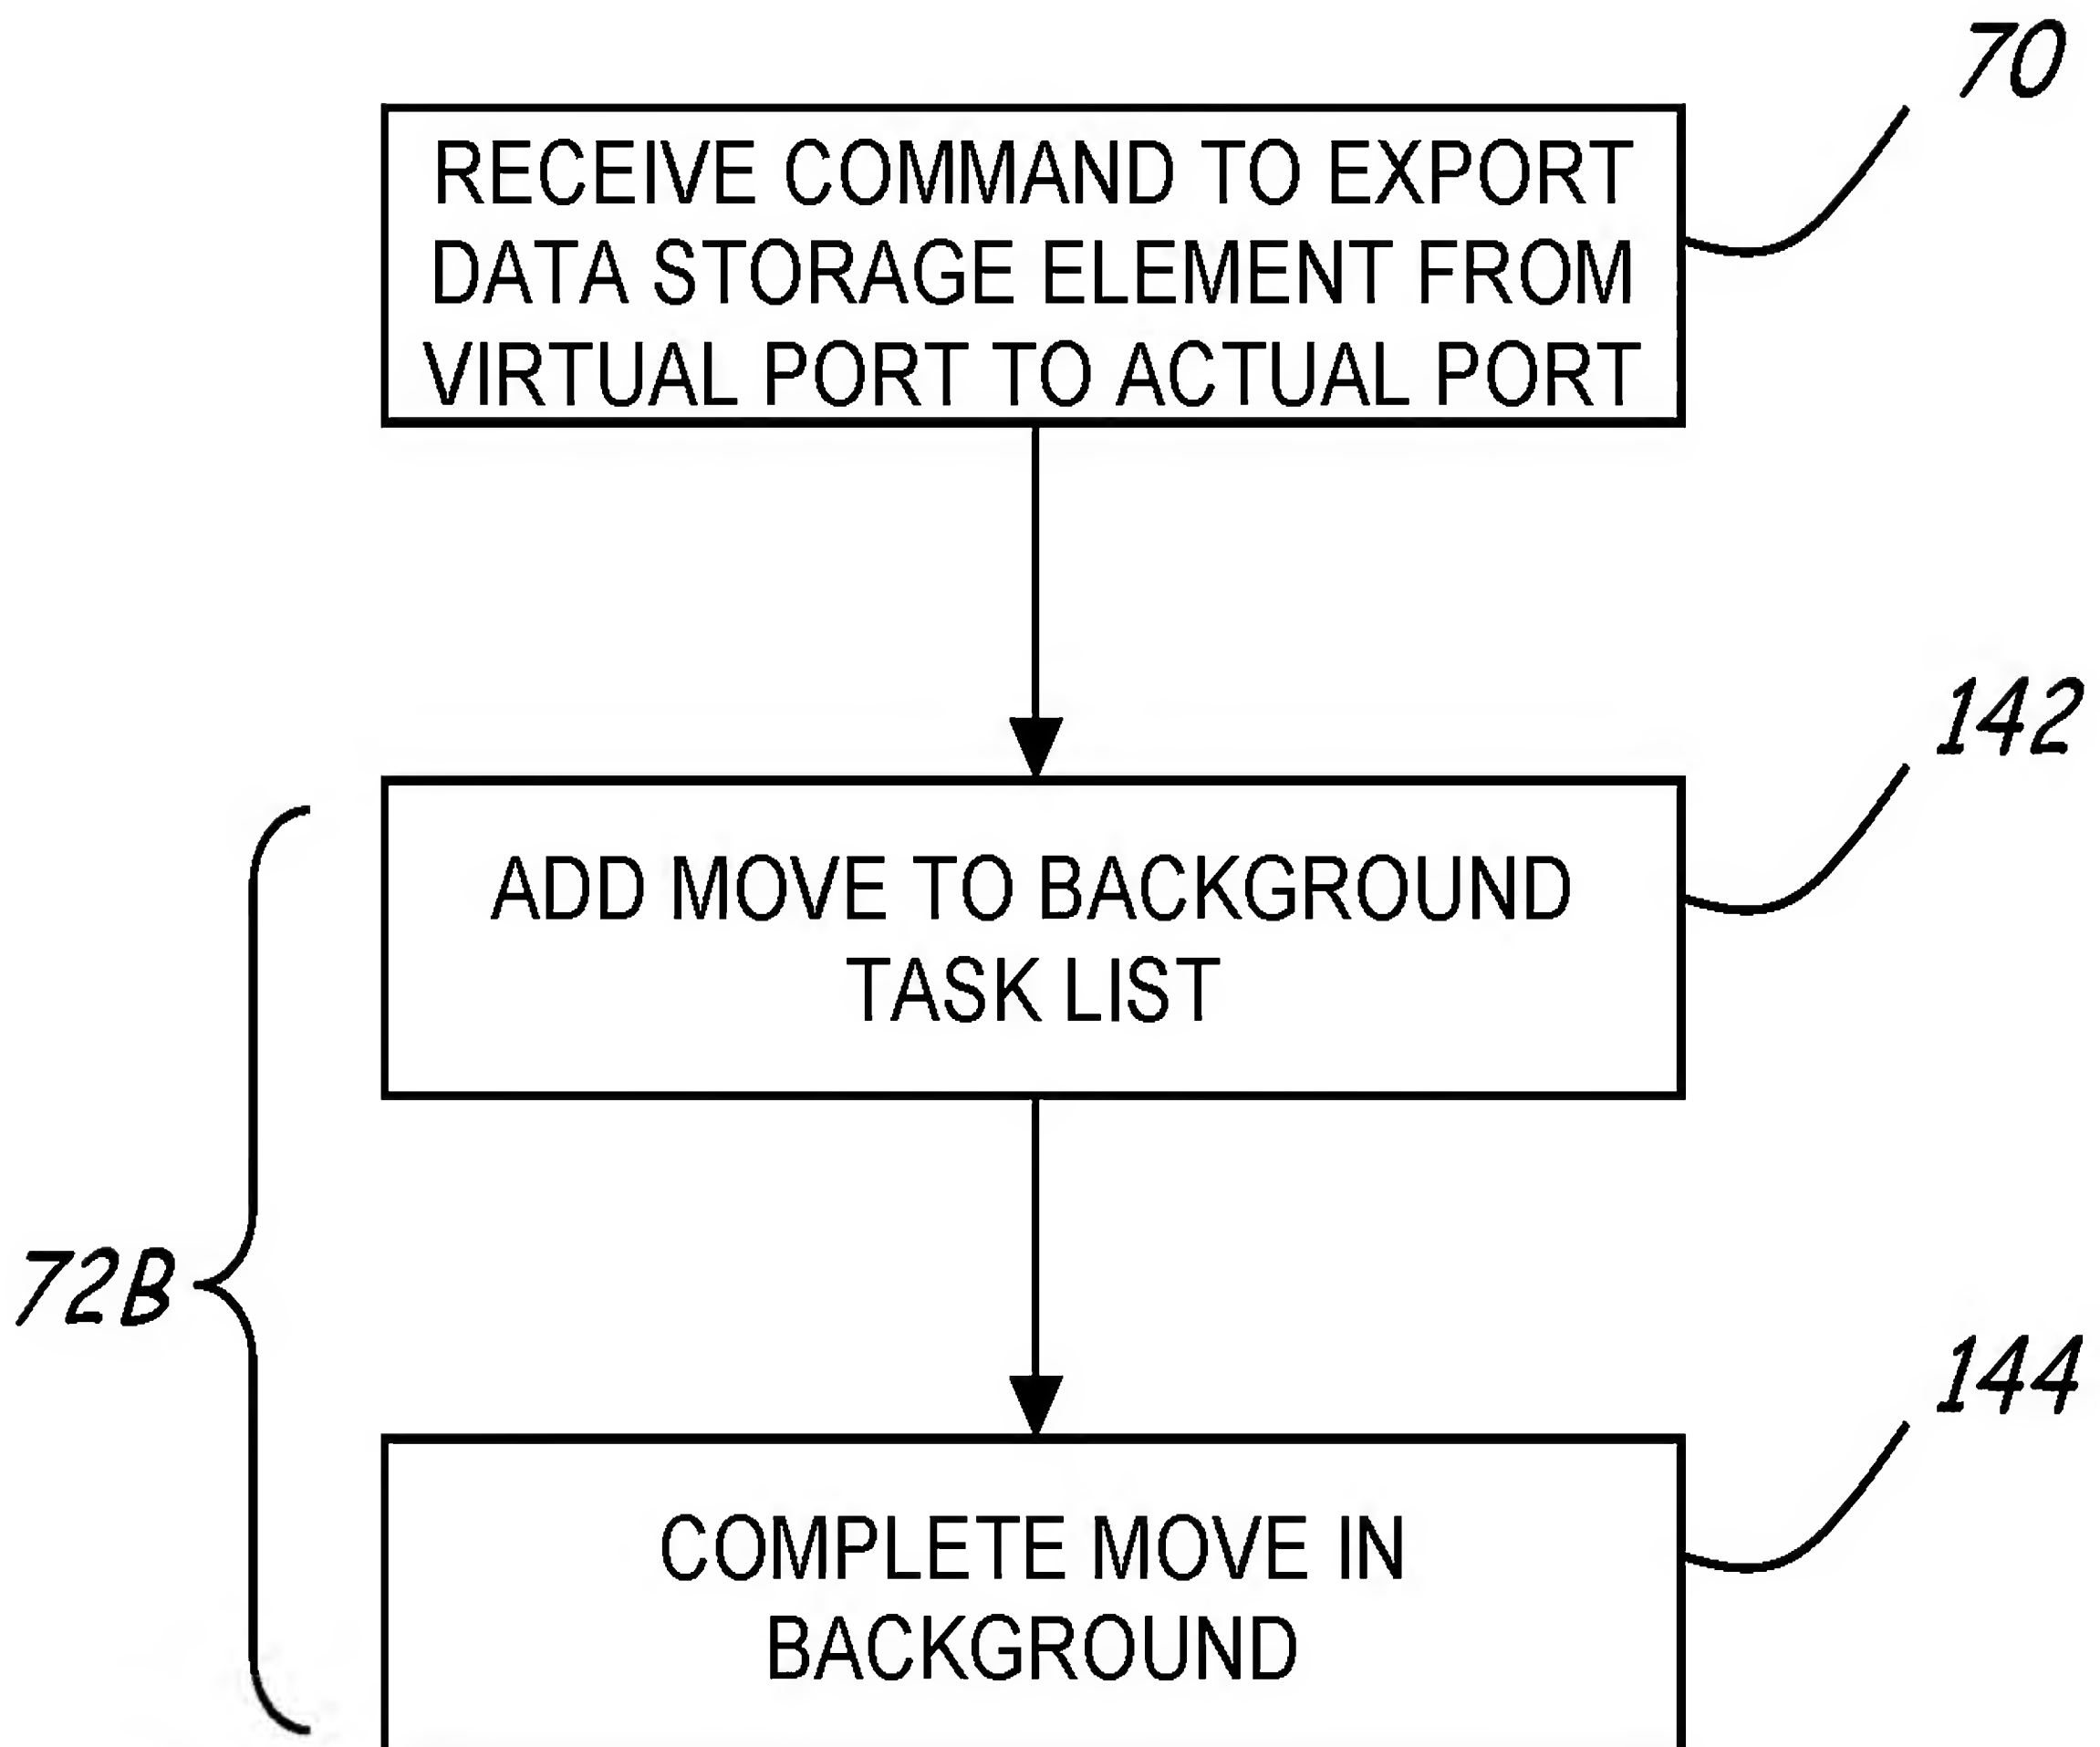 70
RECEIVE COMMAND TO EXPORT
DATA STORAGE ELEMENT FROM
VIRTUAL PORT TO ACTUAL PORT
142
ADD MOVE TO BACKGROUND
TASK LIST
72B
144
COMPLETE MOVE IN
BACKGROUND